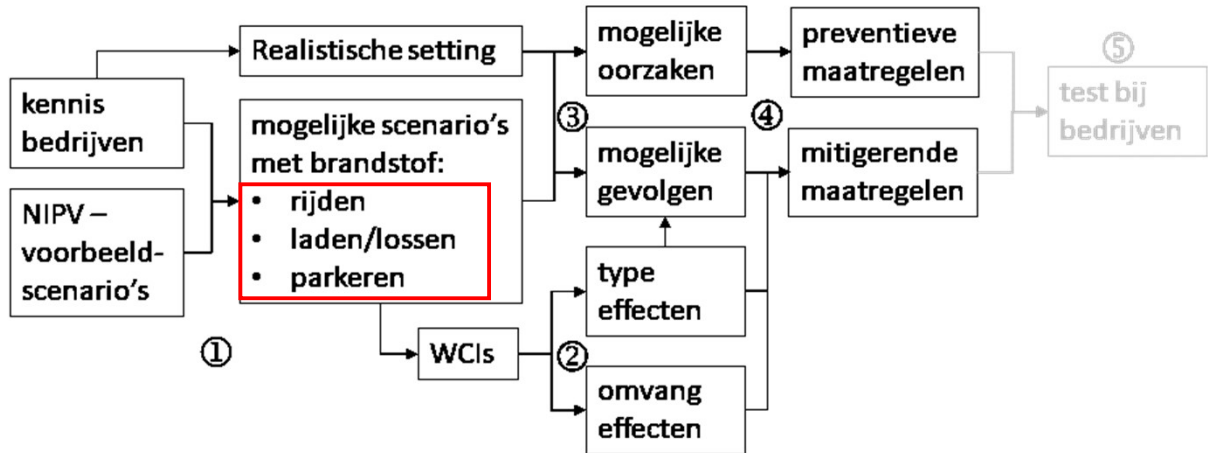 kennis
bedrijven
NIPV –
voorbeeld-
scenario's
①
Realistische setting
mogelijke scenario's
met brandstof:
• rijden
• laden/lossen
• parkeren
WCIs
②
③
mogelijke
oorzaken
mogelijke
gevolgen
type
effecten
omvang
effecten
④
preventieve
maatregelen
mitigerende
maatregelen
⑤
test bij
bedrijven